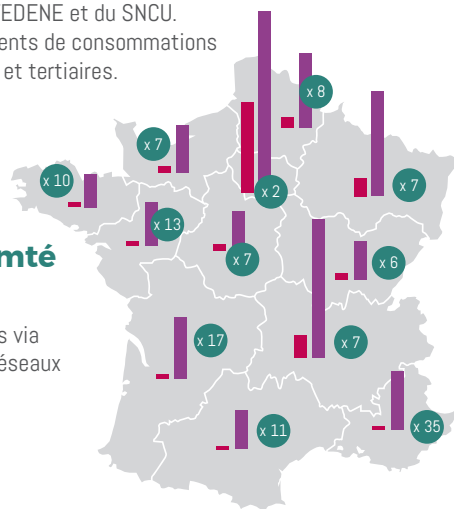 EDENE et du SNCU.
ents de consommations
et tertiaires.
x 8
x 7
x 10
x 2
x 7
x 13
mté
x 7
x 6
s via
éseaux
x 17
x 7
x 11
x 35